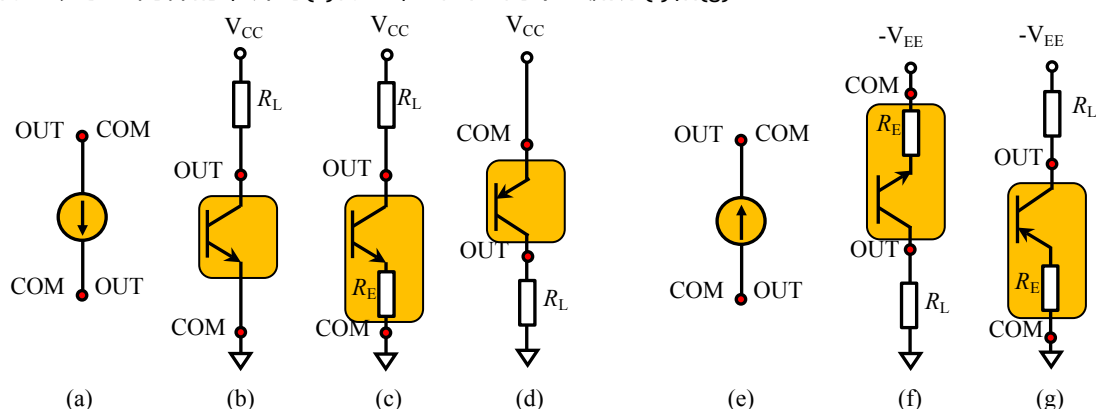 V_CC V_CC V_CC -V_EE -V_EE
R_L R_L COM COM R_E R_L
OUT COM OUT COM
OUT OUT OUT
COM OUT R_E OUT R_L COM OUT OUT R_L R_E
COM COM COM
(a) (b) (c) (d) (e) (f) (g)